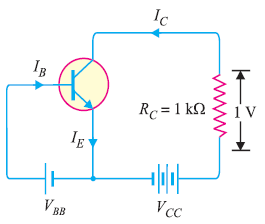 I_C
I_B
R_C = 1 kΩ
1 V
I_E
V_BB
V_CC